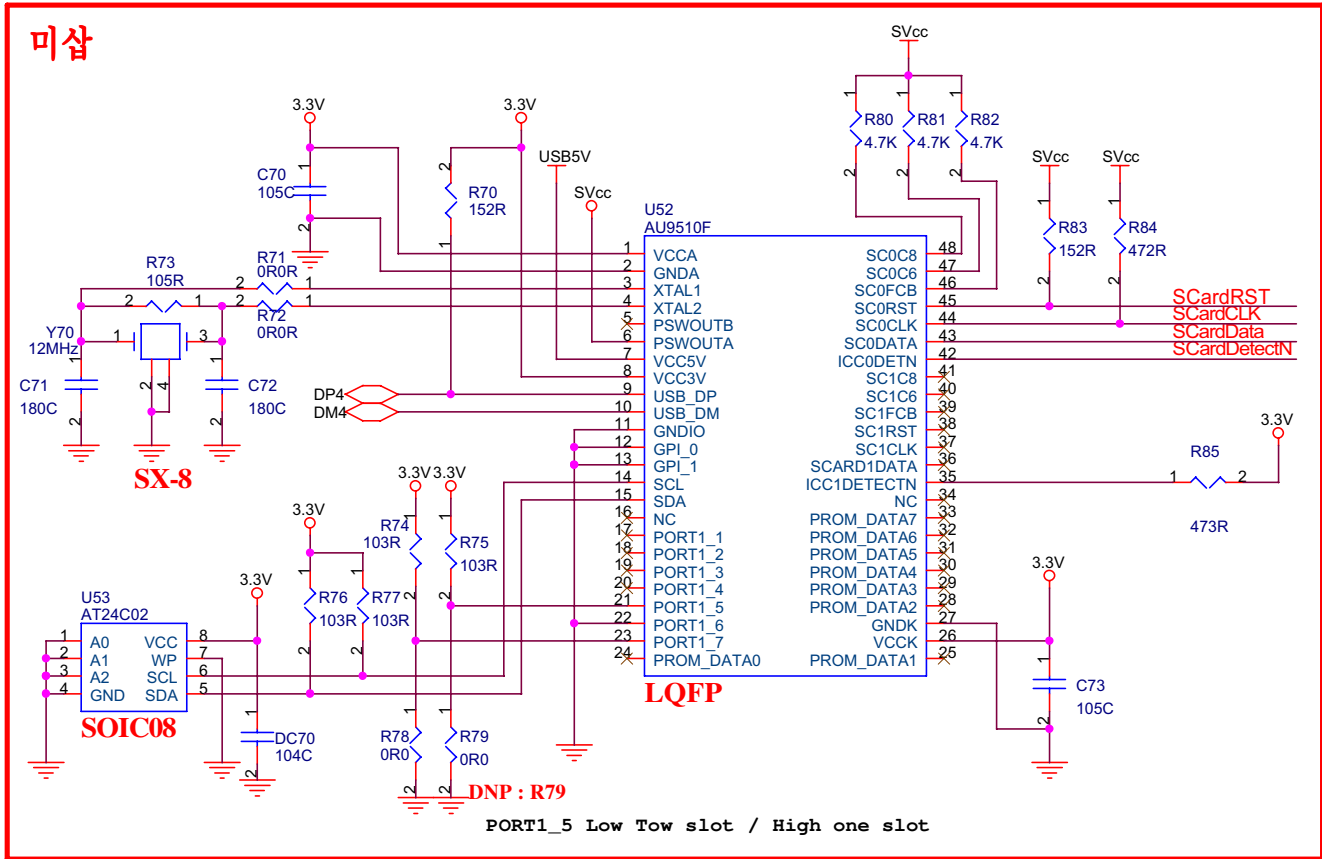 미삽
SVcc
3.3V
3.3V
USB5V
SVcc
C70
105C
R70
152R
R80
4.7K
R81
4.7K
R82
4.7K
SVcc
SVcc
R83
152R
R84
472R
R73
105R
R71
0R0R
R72
0R0R
Y70
12MHz
C71
180C
C72
180C
SX-8
DP4
DM4
U52
AU9510F
1 VCCA
2 GNDA
3 XTAL1
4 XTAL2
5 PSWOUTB
6 PSWOUTA
7 VCC5V
8 VCC3V
9 USB_DP
10 USB_DM
11 GNDIO
12 GPI_0
13 GPI_1
14 SCL
15 SDA
16 NC
17 PORT1_1
18 PORT1_2
19 PORT1_3
20 PORT1_4
21 PORT1_5
22 PORT1_6
23 PORT1_7
24 PROM_DATA0
SC0C8 48
SC0C6 47
SC0FCB 46
SC0RST 45
SC0CLK 44
SC0DATA 43
ICC0DETN 42
SC1C8 41
SC1C6 40
SC1FCB 39
SC1RST 38
SC1CLK 37
SCARD1DATA 36
ICC1DETECTN 35
NC 34
PROM_DATA7 33
PROM_DATA6 32
PROM_DATA5 31
PROM_DATA4 30
PROM_DATA3 29
PROM_DATA2 28
GNDK 27
VCCK 26
PROM_DATA1 25
LQFP
SCardRST
SCardCLK
SCardData
SCardDetectN
3.3V
R85
1 2
473R
3.3V
C73
105C
3.3V
3.3V
3.3V
R74
103R
R75
103R
R76
103R
R77
103R
3.3V
U53
AT24C02
1 A0 VCC 8
2 A1 WP 7
3 A2 SCL 6
4 GND SDA 5
SOIC08
DC70
104C
R78
0R0
R79
0R0
DNP : R79
PORT1_5 Low Tow slot / High one slot